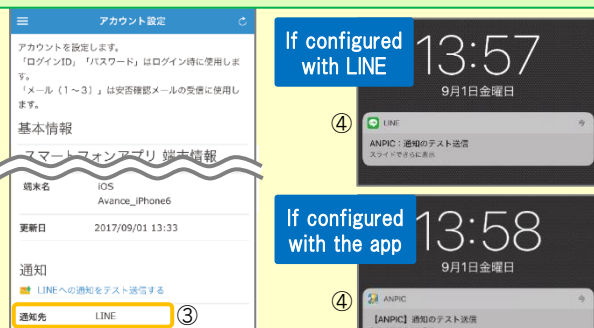 アカウント設定
アカウントを設定します。
「ログインID」「パスワード」はログイン時に使用しま
す。
「メール（1～3）」は安否確認メールの受信に使用し
ます。
基本情報
スマートフォンアプリ 端末情報
端末名 iOS
Avance_iPhone6
更新日 2017/09/01 13:33
通知
LINEへの通知をテスト送信する
通知先 LINE ③
If configured
with LINE
13:57
9月1日金曜日
④
LINE 今
ANPIC：通知のテスト送信
スライドでさらに表示
If configured
with the app
13:58
9月1日金曜日
④
ANPIC 今
【ANPIC】通知のテスト送信